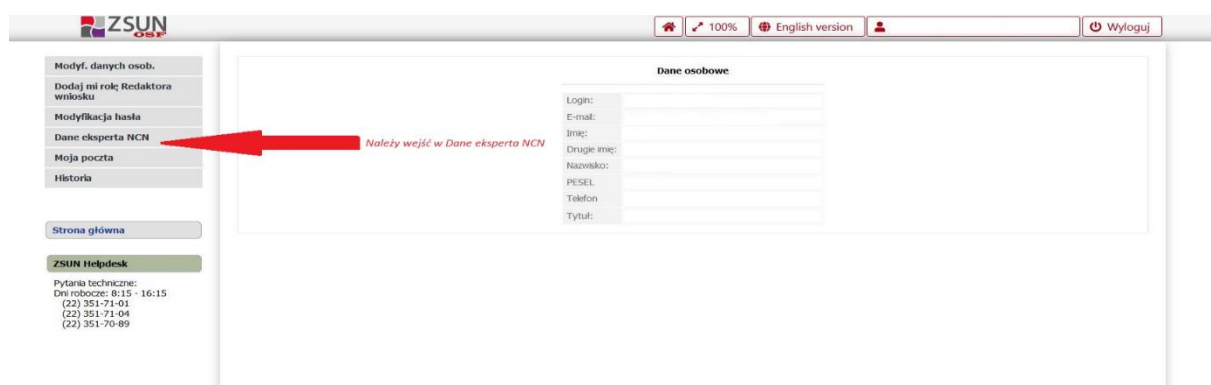 ZSUN
OSF
100%
English version
Wyloguj
Modyf. danych osob.
Dodaj mi rolę Redaktora
wniosku
Modyfikacja hasła
Dane eksperta NCN
Moja poczta
Historia
Strona główna
ZSUN Helpdesk
Pytania techniczne:
Dni robocze: 8:15 - 16:15
(22) 351-71-01
(22) 351-71-04
(22) 351-70-89
Należy wejść w Dane eksperta NCN
Dane osobowe
Login:
E-mail:
Imię:
Drugie imię:
Nazwisko:
PESEL
Telefon
Tytuł: